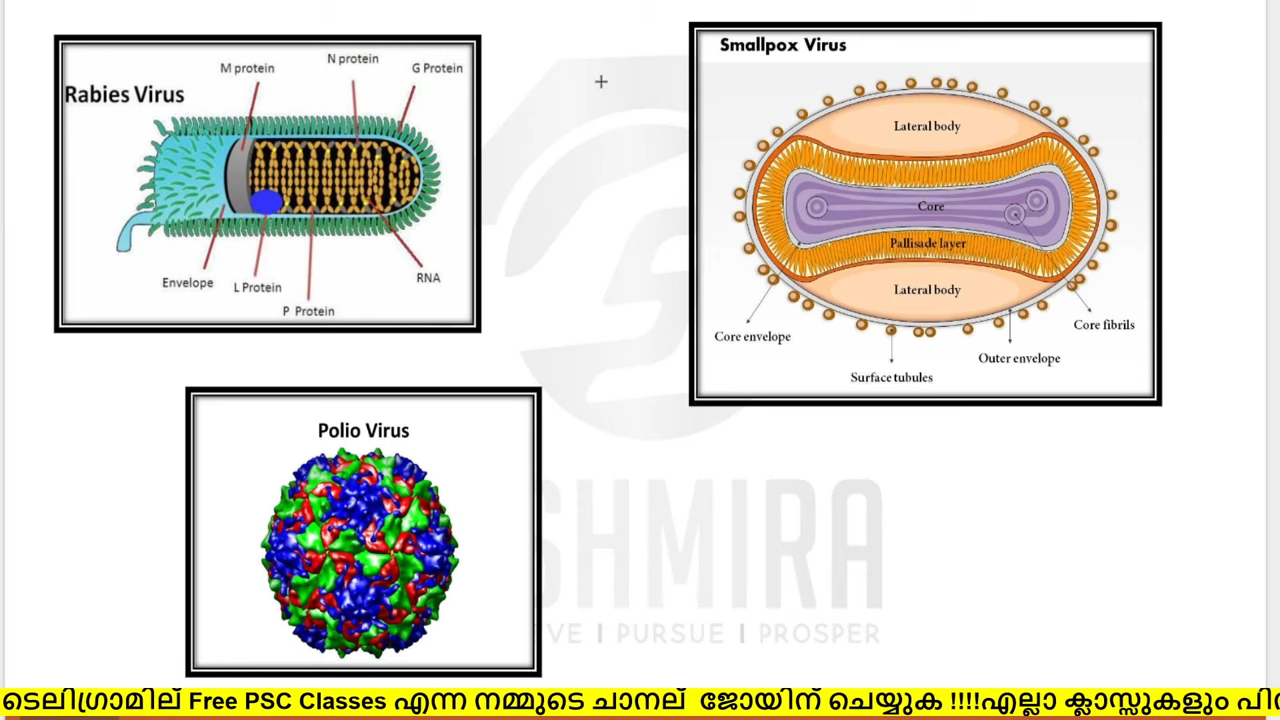 Rabies Virus
M protein
N protein
G Protein
Envelope
L Protein
P Protein
RNA
Smallpox Virus
Lateral body
Core
Pallisade layer
Lateral body
Core envelope
Surface tubules
Outer envelope
Core fibrils
Polio Virus
SHMIRA
VE I PURSUE I PROSPER
ടെലിഗ്രാമില് Free PSC Classes എന്ന നമ്മുടെ ചാനല് ജോയിന് ചെയ്യുക !!!!എല്ലാ ക്ലാസ്സുകളും